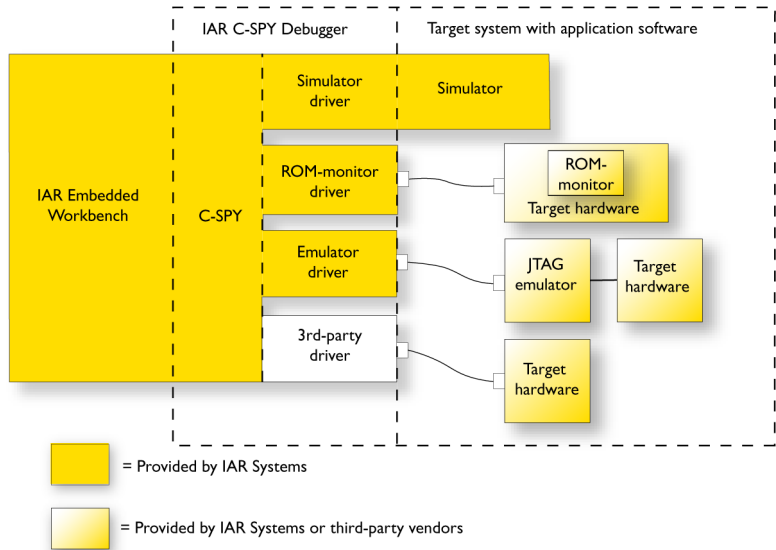 IAR C-SPY Debugger
Target system with application software
Simulator
driver
Simulator
IAR Embedded
Workbench
C-SPY
ROM-monitor
driver
ROM-
monitor
Target hardware
Emulator
driver
JTAG
emulator
Target
hardware
3rd-party
driver
Target
hardware
= Provided by IAR Systems
= Provided by IAR Systems or third-party vendors